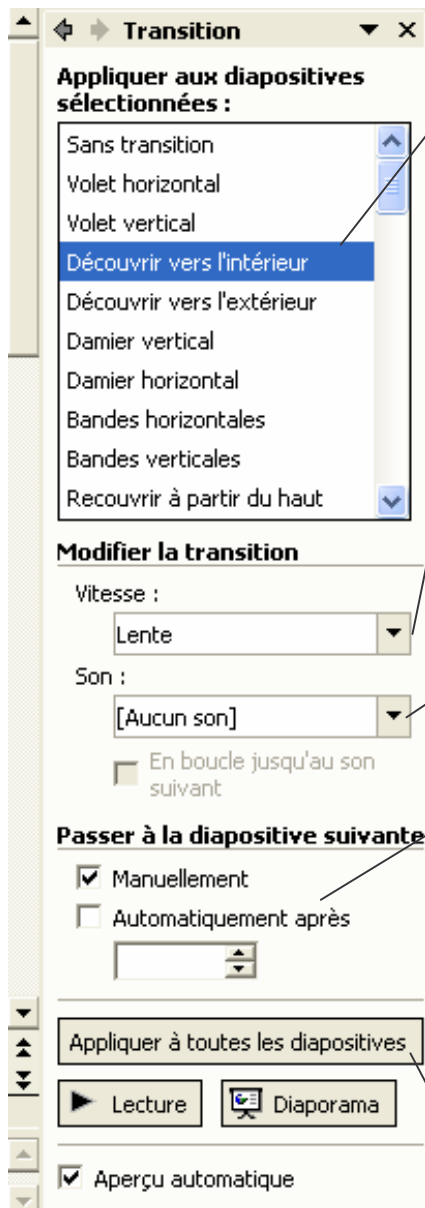 Transition
Appliquer aux diapositives
sélectionnées :
Sans transition
Volet horizontal
Volet vertical
Découvrir vers l'intérieur
Découvrir vers l'extérieur
Damier vertical
Damier horizontal
Bandes horizontales
Bandes verticales
Recouvrir à partir du haut
Modifier la transition
Vitesse :
Lente
Son :
[Aucun son]
En boucle jusqu'au son
suivant
Passer à la diapositive suivante
Manuellement
Automatiquement après
Appliquer à toutes les diapositives
Lecture Diaporama
Aperçu automatique